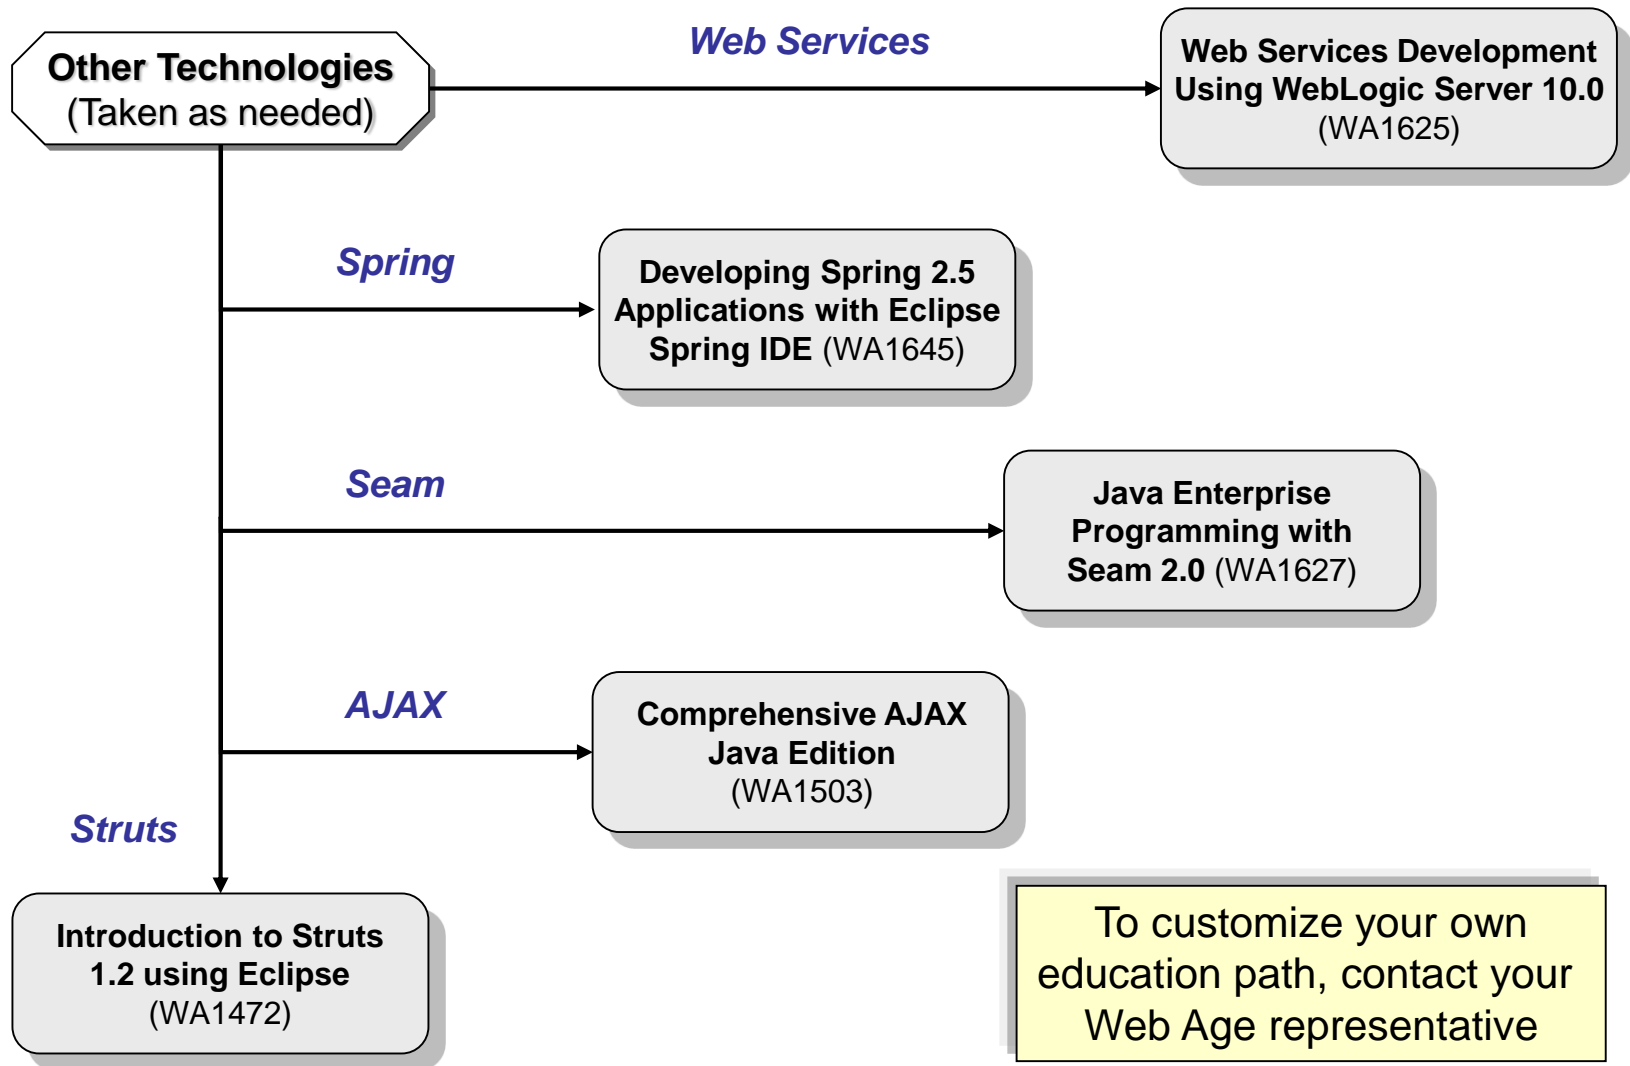 Other Technologies
(Taken as needed)
Web Services
Web Services Development
Using WebLogic Server 10.0
(WA1625)
Spring
Developing Spring 2.5
Applications with Eclipse
Spring IDE (WA1645)
Seam
Java Enterprise
Programming with
Seam 2.0 (WA1627)
AJAX
Comprehensive AJAX
Java Edition
(WA1503)
Struts
Introduction to Struts
1.2 using Eclipse
(WA1472)
To customize your own
education path, contact your
Web Age representative